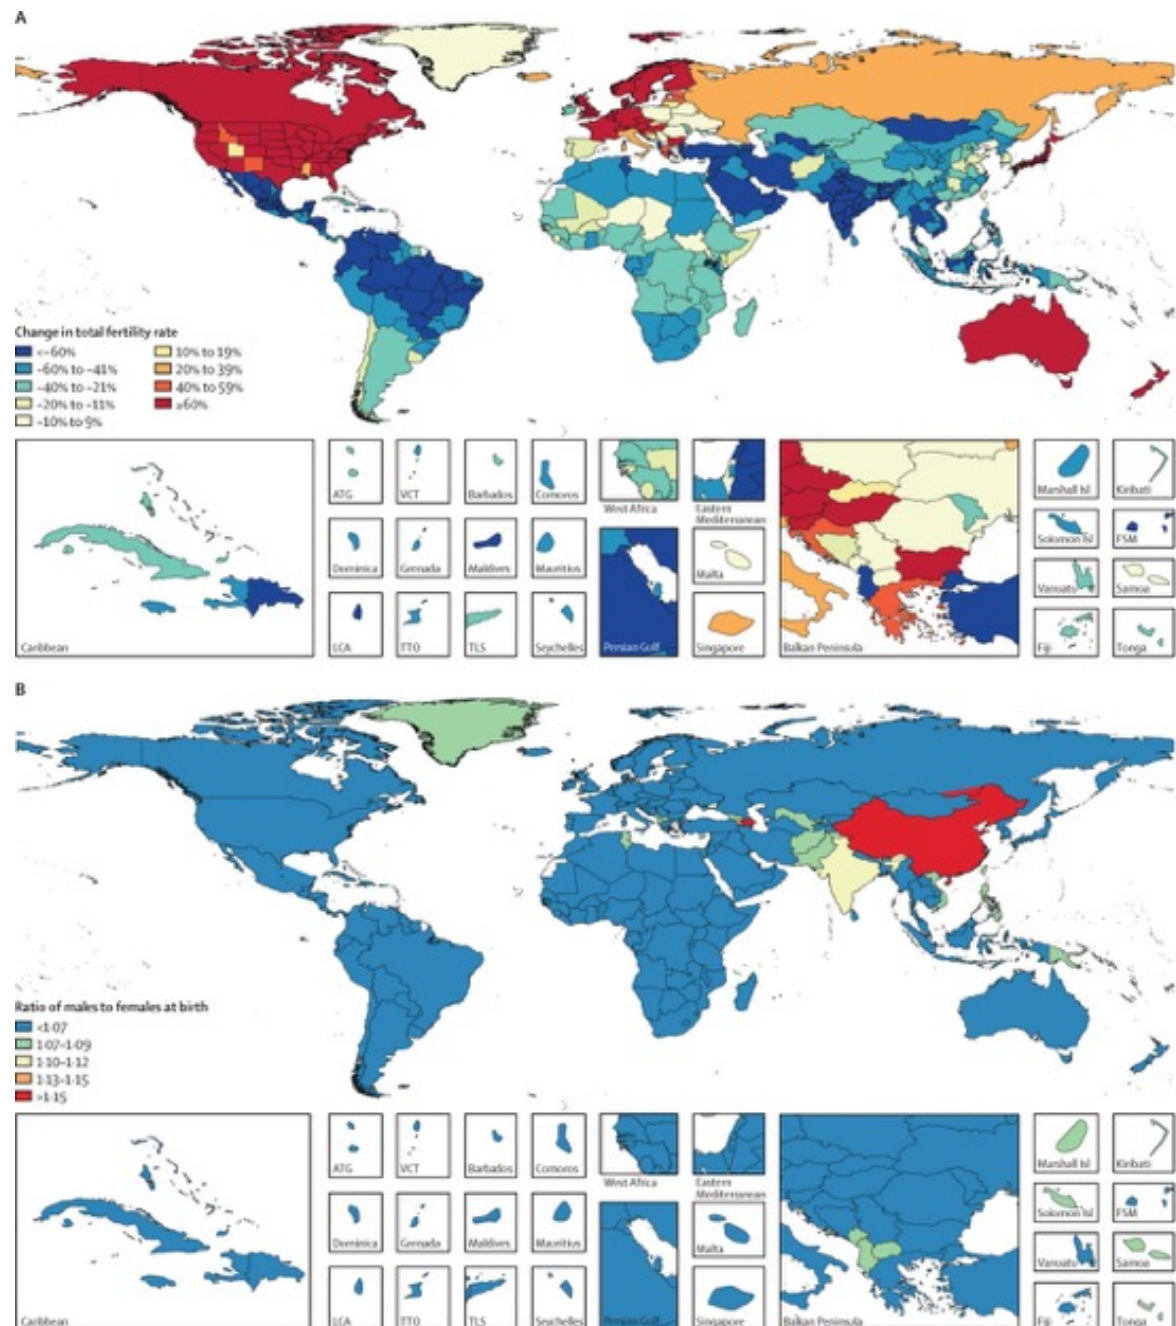 A
Change in total fertility rate
<-60%
-60% to -41%
-40% to -21%
-20% to -11%
-10% to 9%
10% to 19%
20% to 39%
40% to 59%
≥60%
Caribbean
ATG
VCT
Barbados
Comoros
Dominica
Grenada
Maldives
Mauritius
LCA
TTO
TLS
Seychelles
West Africa
Eastern
Mediterranean
Persian Gulf
Malta
Singapore
Balkan Peninsula
Marshall Isl
Kiribati
Solomon Isl
FSM
Vanuatu
Samoa
Fiji
Tonga
B
Ratio of males to females at birth
<1·07
1·07–1·09
1·10–1·12
1·13–1·15
>1·15
Caribbean
ATG
VCT
Barbados
Comoros
Dominica
Grenada
Maldives
Mauritius
LCA
TTO
TLS
Seychelles
West Africa
Eastern
Mediterranean
Persian Gulf
Malta
Singapore
Balkan Peninsula
Marshall Isl
Kiribati
Solomon Isl
FSM
Vanuatu
Samoa
Fiji
Tonga